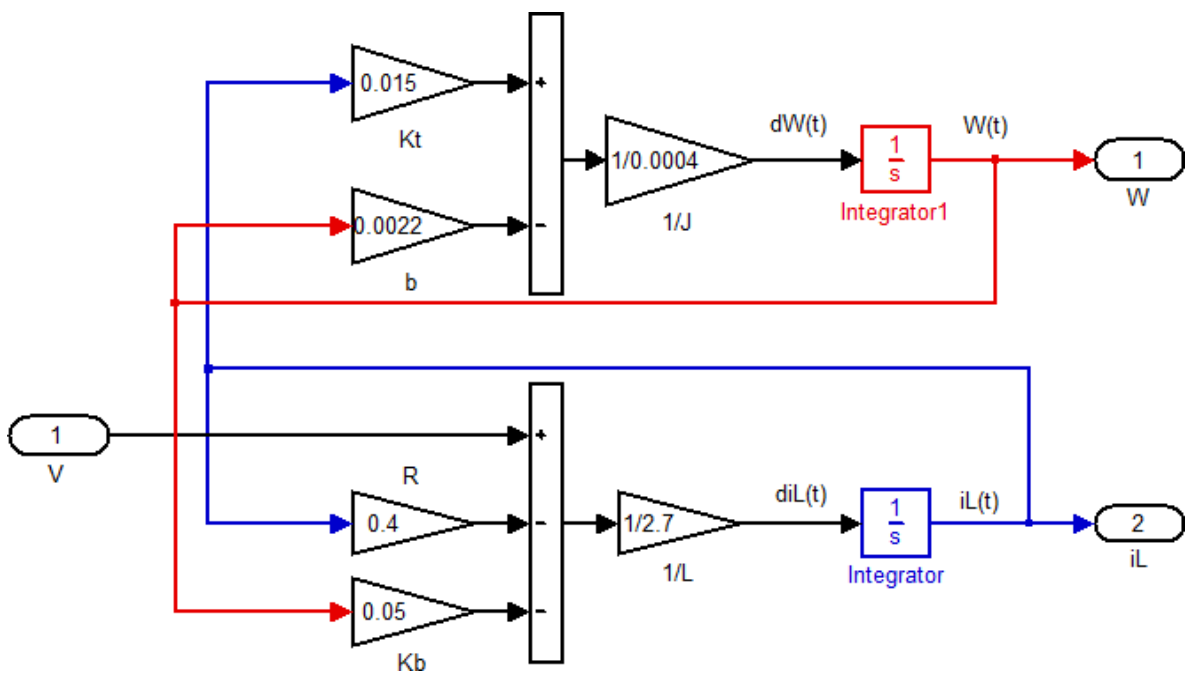 0.015
+
Kt
0.0022
-
b
1/0.0004
1/J
dW(t)
1
s
Integrator1
W(t)
1
W
1
V
+
R
0.4
-
0.05
-
Kb
1/2.7
1/L
diL(t)
1
s
Integrator
iL(t)
2
iL